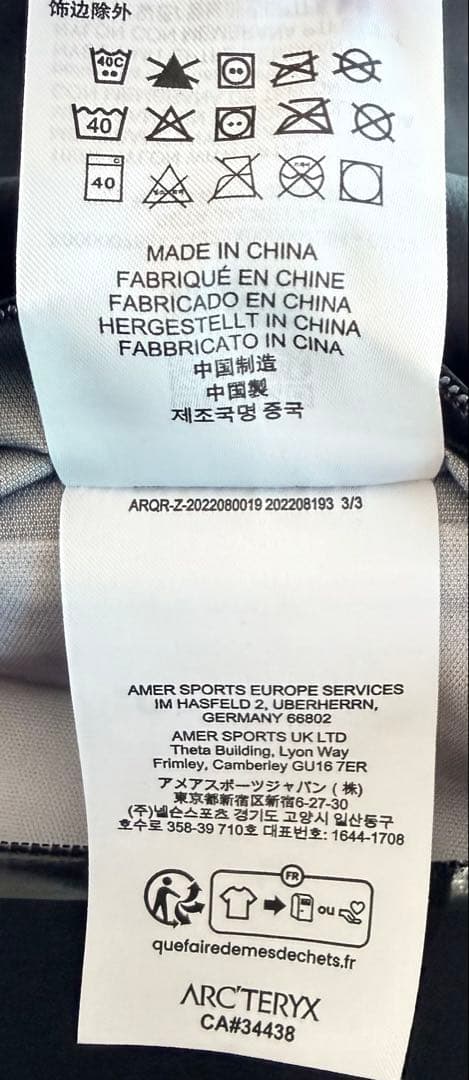 饰边除外
40C
40
40
MADE IN CHINA
FABRIQUÉ EN CHINE
FABRICADO EN CHINA
HERGESTELLT IN CHINA
FABBRICATO IN CINA
中国制造
中国製
제조국명 중국
ARQR-Z-2022080019 202208193 3/3
AMER SPORTS EUROPE SERVICES
IM HASFELD 2, UBERHERRN,
GERMANY 66802
AMER SPORTS UK LTD
Theta Building, Lyon Way
Frimley, Camberley GU16 7ER
アメアスポーツジャパン (株)
東京都新宿区新宿6-27-30
(주)넬슨스포츠 경기도 고양시 일산동구
호수로 358-39 710호 대표번호: 1644-1708
FR
ou
quefairedemesdechets.fr
ARC'TERYX
CA#34438